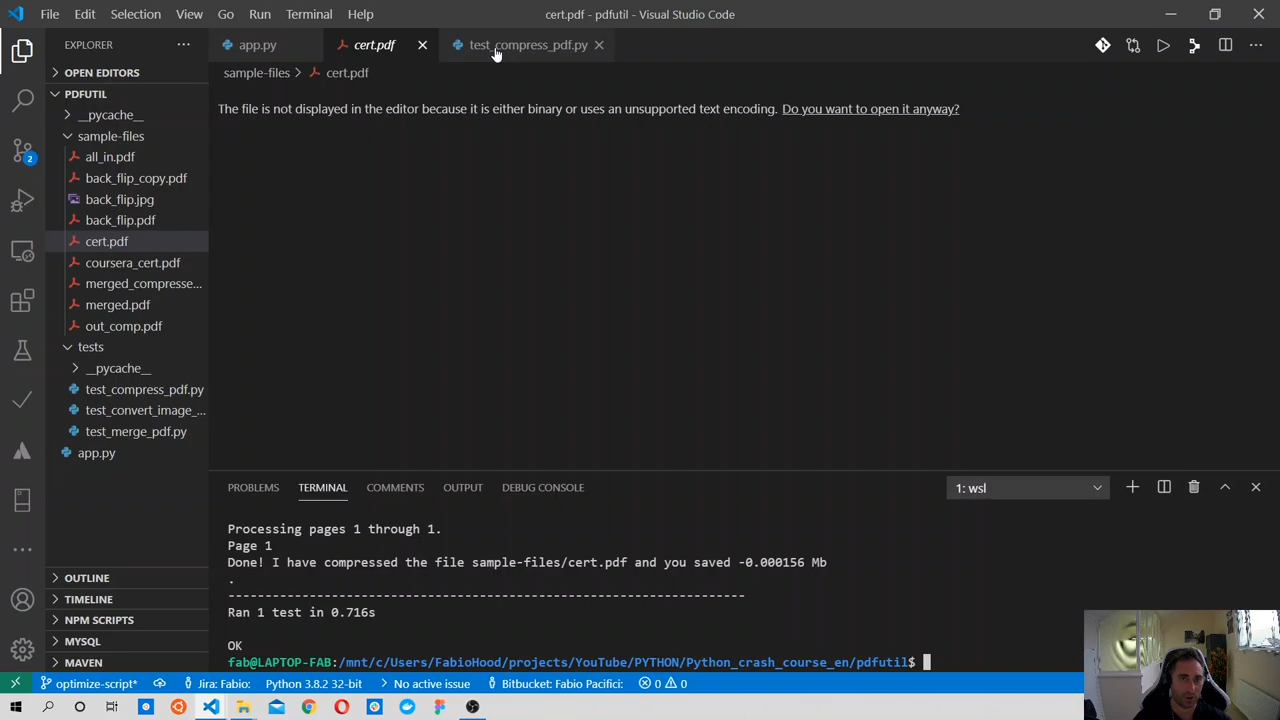 File Edit Selection View Go Run Terminal Help cert.pdf - pdfutil - Visual Studio Code
EXPLORER
app.py
cert.pdf
test_compress_pdf.py
OPEN EDITORS
sample-files > cert.pdf
PDFUTIL
__pycache__
sample-files
all_in.pdf
back_flip_copy.pdf
back_flip.jpg
back_flip.pdf
cert.pdf
coursera_cert.pdf
merged_compresse...
merged.pdf
out_comp.pdf
tests
__pycache__
test_compress_pdf.py
test_convert_image_...
test_merge_pdf.py
app.py
The file is not displayed in the editor because it is either binary or uses an unsupported text encoding. Do you want to open it anyway?
2
PROBLEMS TERMINAL COMMENTS OUTPUT DEBUG CONSOLE 1: wsl
Processing pages 1 through 1.
Page 1
Done! I have compressed the file sample-files/cert.pdf and you saved -0.000156 Mb
.
----------------------------------------------------------------------
Ran 1 test in 0.716s
OK
fab@LAPTOP-FAB:/mnt/c/Users/FabioHood/projects/YouTube/PYTHON/Python_crash_course_en/pdfutil$
OUTLINE
TIMELINE
NPM SCRIPTS
MYSQL
MAVEN
optimize-script* Jira: Fabio: Python 3.8.2 32-bit No active issue Bitbucket: Fabio Pacifici: 0 0